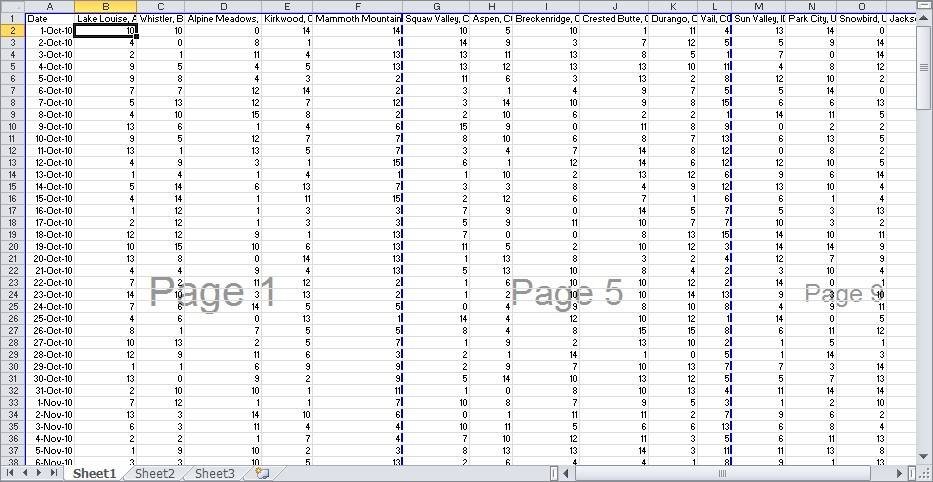 A B C D E F G H I J K L M N O
1 Date Lake Louise, A Whistler, B Alpine Meadows, Kirkwood, C Mammoth Mountain Squaw Valley, C Aspen, C Breckenridge, C Crested Butte, C Durango, C Vail, CO Sun Valley, ID Park City, U Snowbird, U Jacks
2 1-Oct-10 10 10 0 14 14 10 5 10 1 11 4 13 14 0
3 2-Oct-10 4 0 8 1 1 14 9 3 7 12 5 5 14 9
4 3-Oct-10 2 1 11 4 13 13 11 13 8 5 1 7 0 14
5 4-Oct-10 9 5 4 5 13 13 12 13 13 10 11 4 8 12
6 5-Oct-10 9 8 4 3 2 11 6 3 13 2 8 12 10 5
7 6-Oct-10 7 7 12 14 2 3 1 4 9 7 5 5 14 0
8 7-Oct-10 5 13 12 7 12 3 14 10 9 8 15 6 6 13
9 8-Oct-10 4 10 15 8 2 2 10 6 2 2 1 14 11 5
10 9-Oct-10 13 6 1 4 6 15 9 0 11 8 9 0 2 2
11 10-Oct-10 9 5 12 7 7 8 10 6 8 7 13 6 13 5
12 11-Oct-10 13 1 13 5 7 3 4 7 14 8 12 0 8 2
13 12-Oct-10 4 9 3 1 15 6 1 12 14 6 12 12 10 5
14 13-Oct-10 1 4 1 4 1 1 10 2 13 12 6 9 6 14
15 14-Oct-10 5 14 6 13 7 3 3 8 4 9 12 13 10 4
16 15-Oct-10 4 14 1 11 15 2 12 6 7 1 6 6 1 4
17 16-Oct-10 1 12 1 3 3 7 9 0 14 5 7 5 3 13
18 17-Oct-10 2 12 1 3 3 5 9 11 10 7 7 10 3 2
19 18-Oct-10 12 12 9 1 13 7 0 0 8 13 15 14 10 11
20 19-Oct-10 10 15 10 6 13 11 5 2 10 12 3 14 14 9
21 20-Oct-10 13 8 0 14 8 1 13 13 3 2 4 12 7 9
22 21-Oct-10 4 4 9 4 13 5 13 10 8 4 2 3 10 4
23 22-Oct-10 7 11 12 2 1 10 9 10 12 6
24 23-Oct-10 14 3 13 2 1 2 10 10 14 13 9 10
25 24-Oct-10 7 6 14 5 5 0 4 9 8 10 8 4 9 11
26 25-Oct-10 4 6 0 13 1 14 4 12 10 12 1 14 0 5
27 26-Oct-10 8 1 7 5 5 8 4 8 15 15 8 6 11 12
28 27-Oct-10 10 13 2 5 7 1 9 2 13 10 2 1 5 1
29 28-Oct-10 12 9 11 6 3 2 1 14 1 0 5 1 14 3
30 29-Oct-10 1 1 6 9 9 2 9 7 10 13 7 7 3 14
31 30-Oct-10 13 0 9 2 9 5 14 10 13 12 5 5 7 13
32 31-Oct-10 2 10 10 1 11 1 0 8 10 13 4 11 14 14
33 1-Nov-10 7 12 1 1 7 10 8 7 9 5 3 1 2 10
34 2-Nov-10 13 3 14 10 6 0 1 11 11 2 7 9 6 2
35 3-Nov-10 6 3 11 4 4 10 11 5 6 6 13 9 4 6
36 4-Nov-10 2 2 1 7 4 7 10 12 11 3 5 6 11 13
37 5-Nov-10 1 9 10 2 3 8 13 13 14 3 11 5 13 8
38 6-Nov-10 3 3 10 5 13 2 6 4 4 0 4 9 1 13
Page 1 Page 5 Page 9
Sheet1 Sheet2 Sheet3